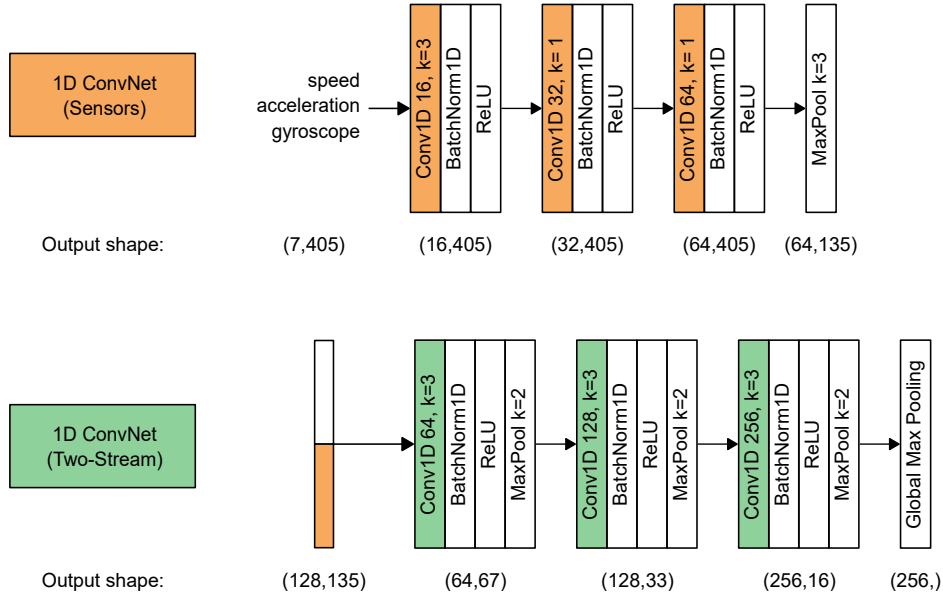 1D ConvNet
(Sensors)
speed
acceleration
gyroscope
Conv1D 16, k=3
BatchNorm1D
ReLU
Conv1D 32, k= 1
BatchNorm1D
ReLU
Conv1D 64, k= 1
BatchNorm1D
ReLU
MaxPool k=3
Output shape:
(7,405)
(16,405)
(32,405)
(64,405)
(64,135)
1D ConvNet
(Two-Stream)
Conv1D 64, k=3
BatchNorm1D
ReLU
MaxPool k=2
Conv1D 128, k=3
BatchNorm1D
ReLU
MaxPool k=2
Conv1D 256, k=3
BatchNorm1D
ReLU
MaxPool k=2
Global Max Pooling
Output shape:
(128,135)
(64,67)
(128,33)
(256,16)
(256,)